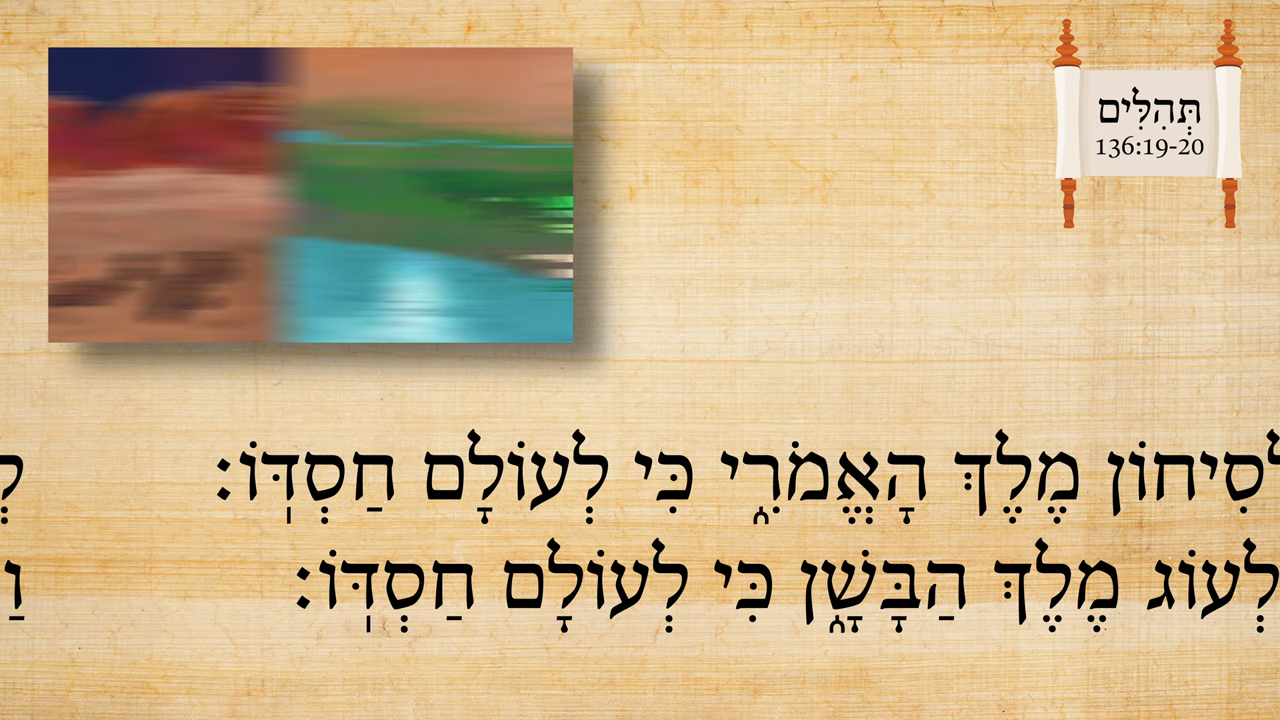 תְּהִלִּים
136:19-20
לְסִיחוֹן מֶלֶךְ הָאֱמֹרִ֑י כִּי לְעוֹלָם חַסְדּֽוֹ׃
לְעוֹג מֶלֶךְ הַבָּשָׁ֑ן כִּי לְעוֹלָם חַסְדּֽוֹ׃